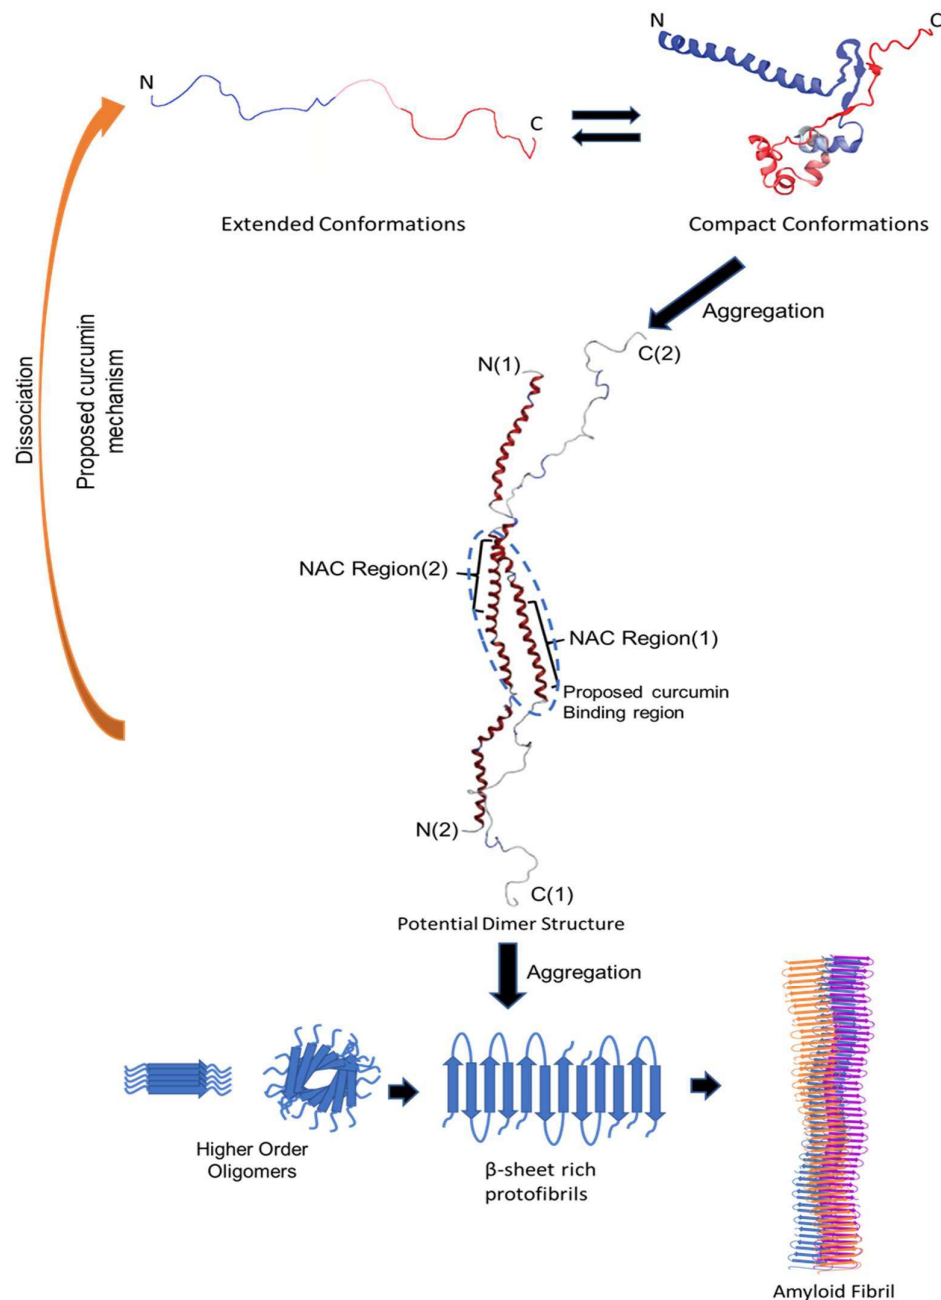 N
C
N
C
Extended Conformations
Compact Conformations
Aggregation
Dissociation
Proposed curcumin
mechanism
N(1)
C(2)
NAC Region(2)
NAC Region(1)
Proposed curcumin
Binding region
N(2)
C(1)
Potential Dimer Structure
Aggregation
Higher Order
Oligomers
β-sheet rich
protofibrils
Amyloid Fibril